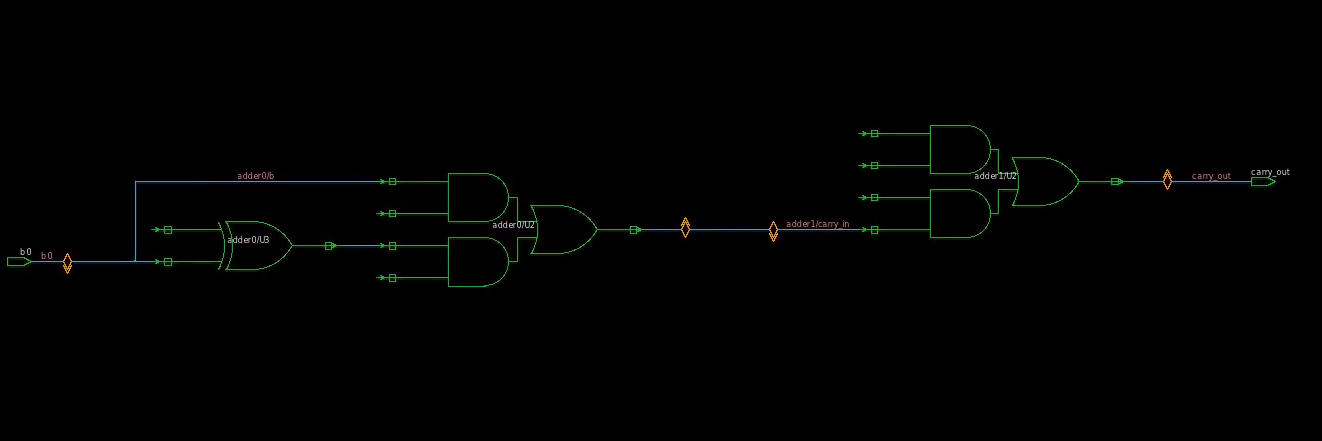 b0
b0
adder0/b
adder0/U3
adder0/U2
adder1/carry_in
adder1/U2
carry_out
carry_out